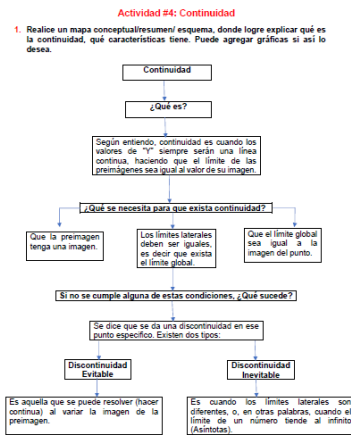 Actividad #4: Continuidad
1. Realice un mapa conceptual/resumen/ esquema, donde logre explicar qué es
la continuidad, qué características tiene. Puede agregar gráficas si así lo
desea.
Continuidad
¿Qué es?
Según entiendo, continuidad es cuando los
valores de "Y" siempre serán una línea
continua, haciendo que el límite de las
preimágenes sea igual al valor de su imagen.
¿Qué se necesita para que exista continuidad?
Que la preimagen
tenga una imagen.
Los límites laterales
deben ser iguales,
es decir que exista
el límite global.
Que el límite global
sea igual a la
imagen del punto.
Si no se cumple alguna de estas condiciones, ¿Qué sucede?
Se dice que se da una discontinuidad en ese
punto especifico. Existen dos tipos:
Discontinuidad
Evitable
Discontinuidad
Inevitable
Es aquella que se puede resolver (hacer
continua) al variar la imagen de la
preimagen.
Es cuando los límites laterales son
diferentes, o, en otras palabras, cuando el
límite de un número tiende al infinito
(Asíntotas).